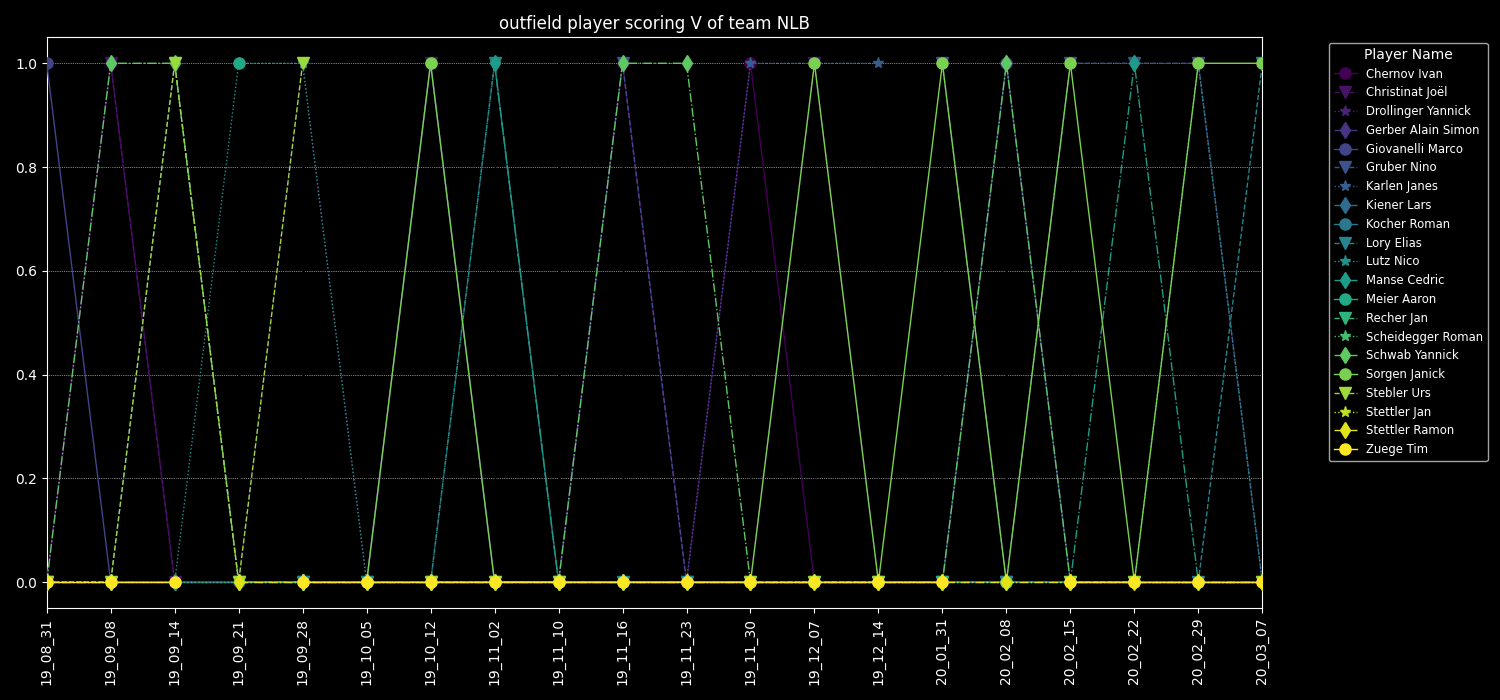 outfield player scoring V of team NLB
1.0
0.8
0.6
0.4
0.2
0.0
19_08_31
19_09_08
19_09_14
19_09_21
19_09_28
19_10_05
19_10_12
19_11_02
19_11_10
19_11_16
19_11_23
19_11_30
19_12_07
19_12_14
20_01_31
20_02_08
20_02_15
20_02_22
20_02_29
20_03_07
Player Name
Chernov Ivan
Christinat Joël
Drollinger Yannick
Gerber Alain Simon
Giovanelli Marco
Gruber Nino
Karlen Janes
Kiener Lars
Kocher Roman
Lory Elias
Lutz Nico
Manse Cedric
Meier Aaron
Recher Jan
Scheidegger Roman
Schwab Yannick
Sorgen Janick
Stebler Urs
Stettler Jan
Stettler Ramon
Zuege Tim